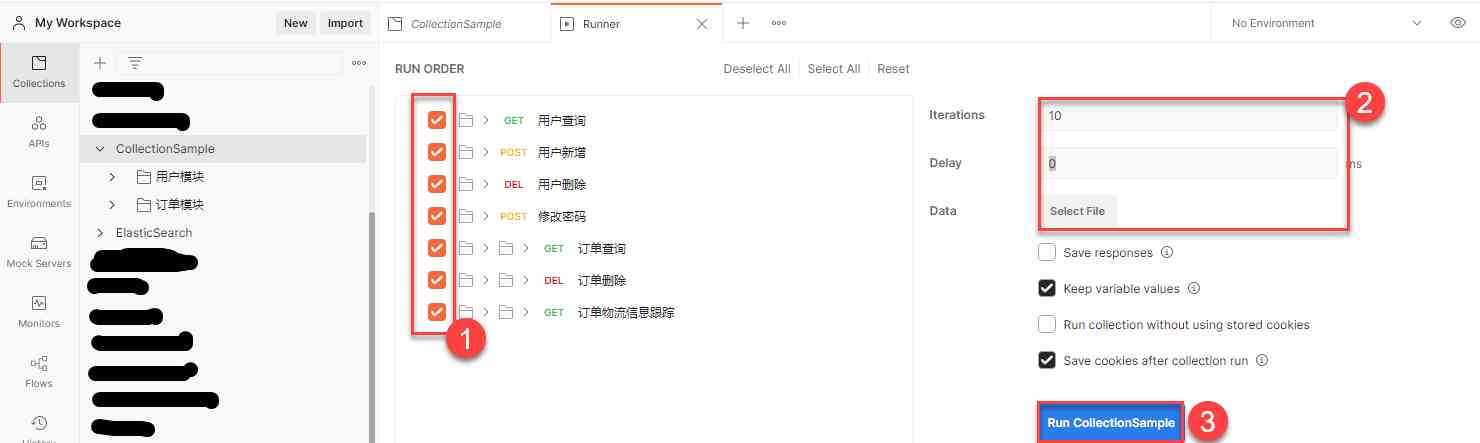 My Workspace
New
Import
CollectionSample
Runner
No Environment
Collections
APIs
Environments
Mock Servers
Monitors
Flows
History
CollectionSample
用户模块
订单模块
ElasticSearch
RUN ORDER
Deselect All
Select All
Reset
GET 用户查询
POST 用户新增
DEL 用户删除
POST 修改密码
GET 订单查询
DEL 订单删除
GET 订单物流信息跟踪
1
Iterations
10
2
Delay
0
ms
Data
Select File
Save responses
Keep variable values
Run collection without using stored cookies
Save cookies after collection run
Run CollectionSample
3